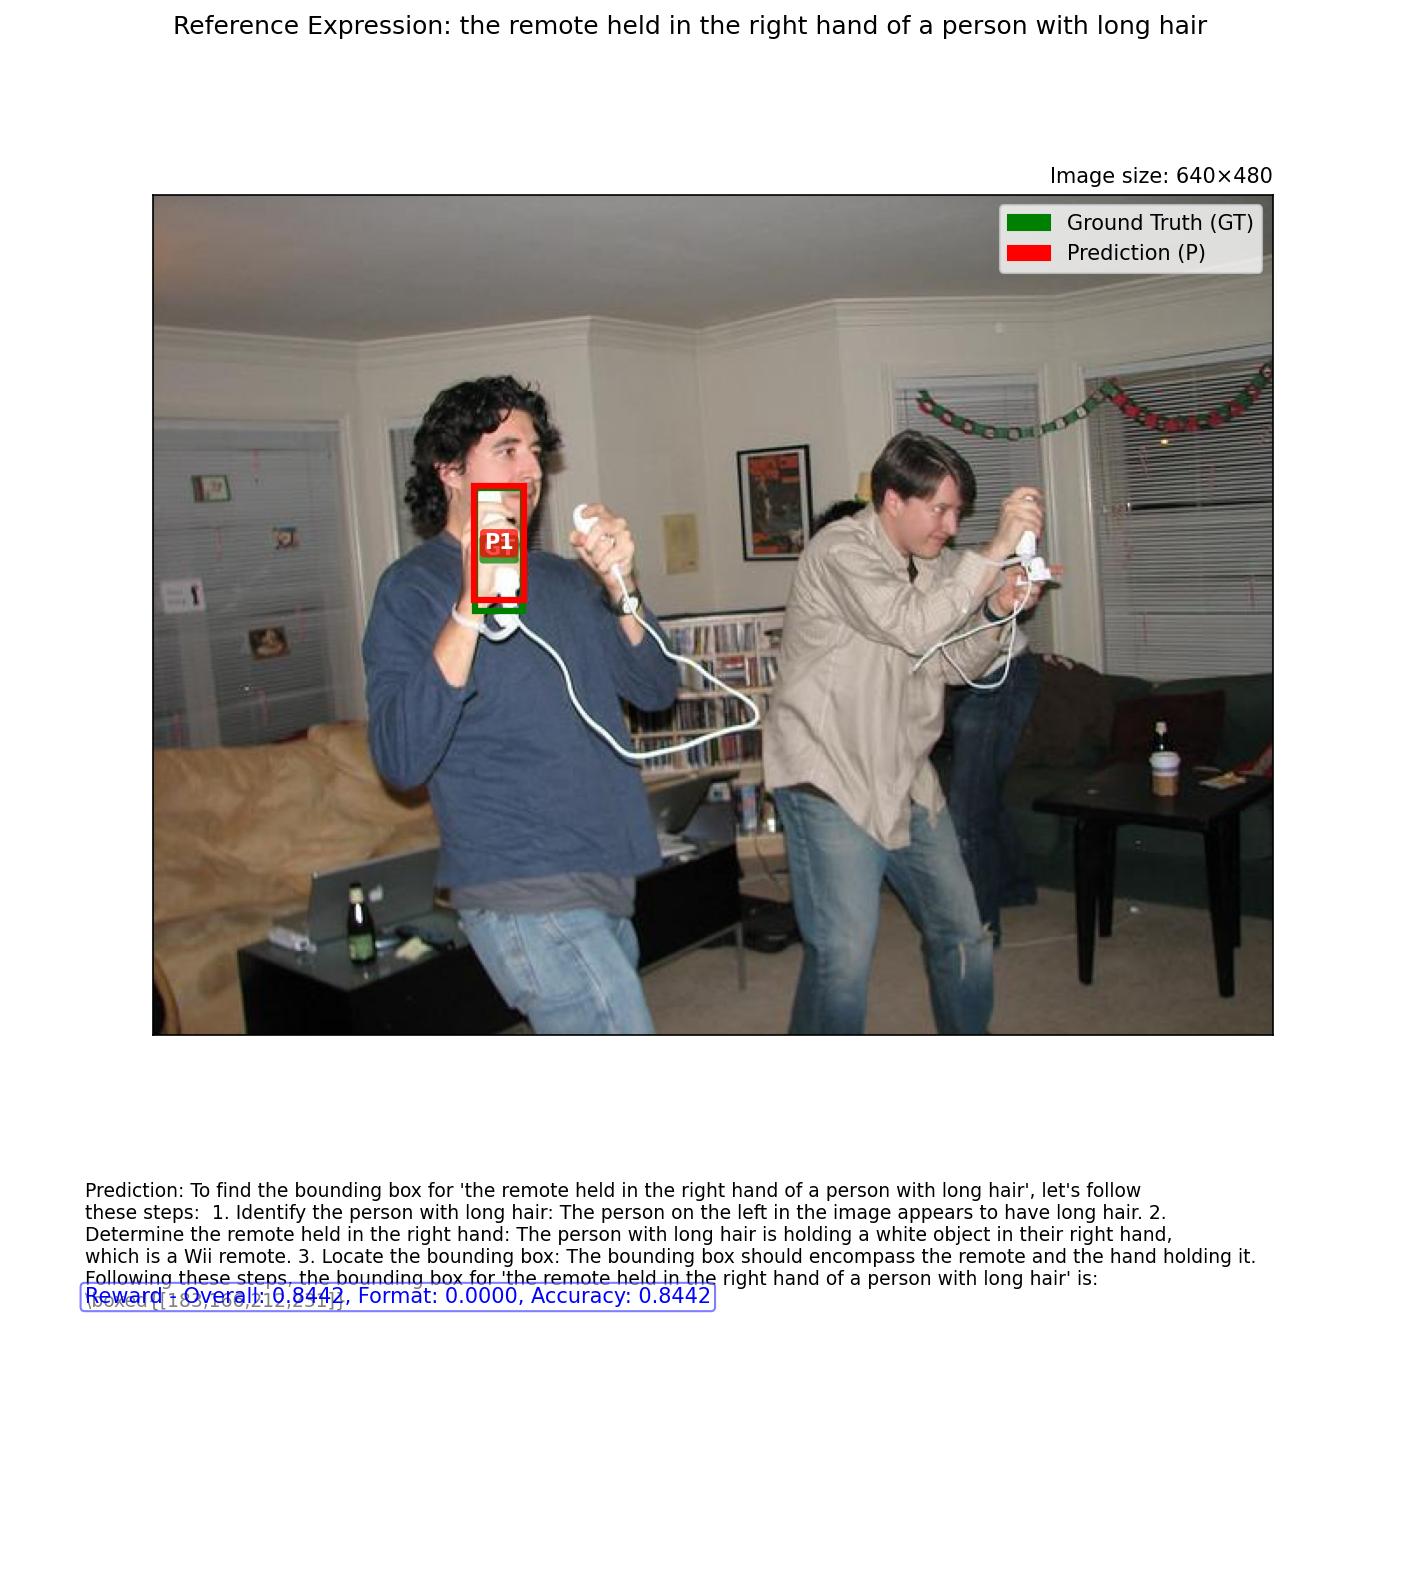 Reference Expression: the remote held in the right hand of a person with long hair
Image size: 640×480
Ground Truth (GT)
Prediction (P)
P1
Prediction: To find the bounding box for 'the remote held in the right hand of a person with long hair', let's follow
these steps:  1. Identify the person with long hair: The person on the left in the image appears to have long hair. 2.
Determine the remote held in the right hand: The person with long hair is holding a white object in their right hand,
which is a Wii remote. 3. Locate the bounding box: The bounding box should encompass the remote and the hand holding it.
Following these steps, the bounding box for 'the remote held in the right hand of a person with long hair' is:
Reward - Overall: 0.8442, Format: 0.0000, Accuracy: 0.8442